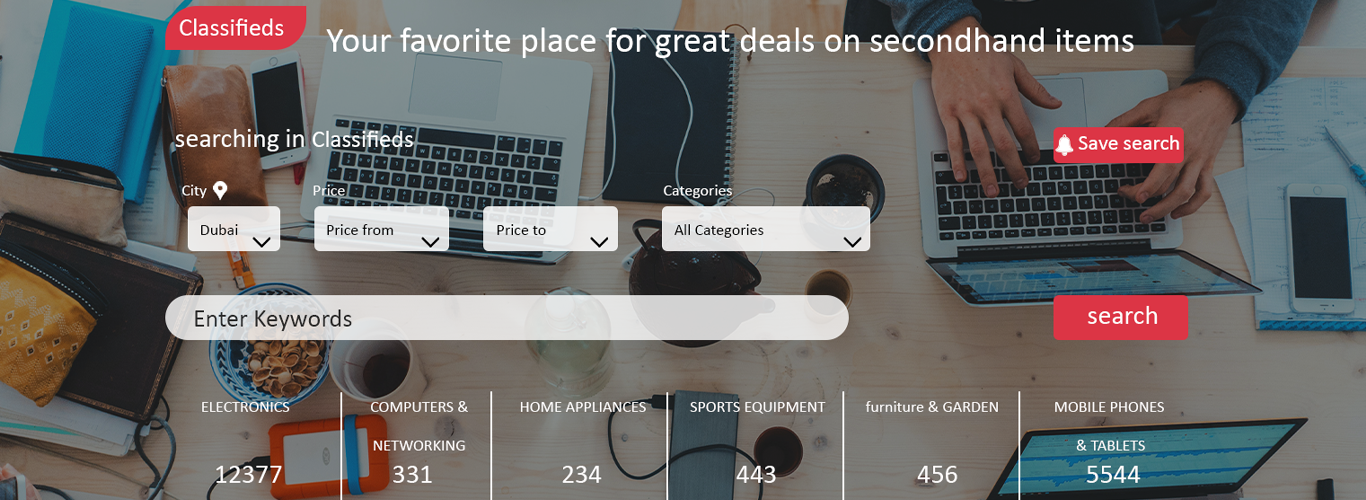 Classifieds
Your favorite place for great deals on secondhand items
searching in Classifieds
Save search
City
Price
Categories
Dubai
Price from
Price to
All Categories
Enter Keywords
search
ELECTRONICS
12377
COMPUTERS &
NETWORKING
331
HOME APPLIANCES
234
SPORTS EQUIPMENT
443
furniture & GARDEN
456
MOBILE PHONES
& TABLETS
5544